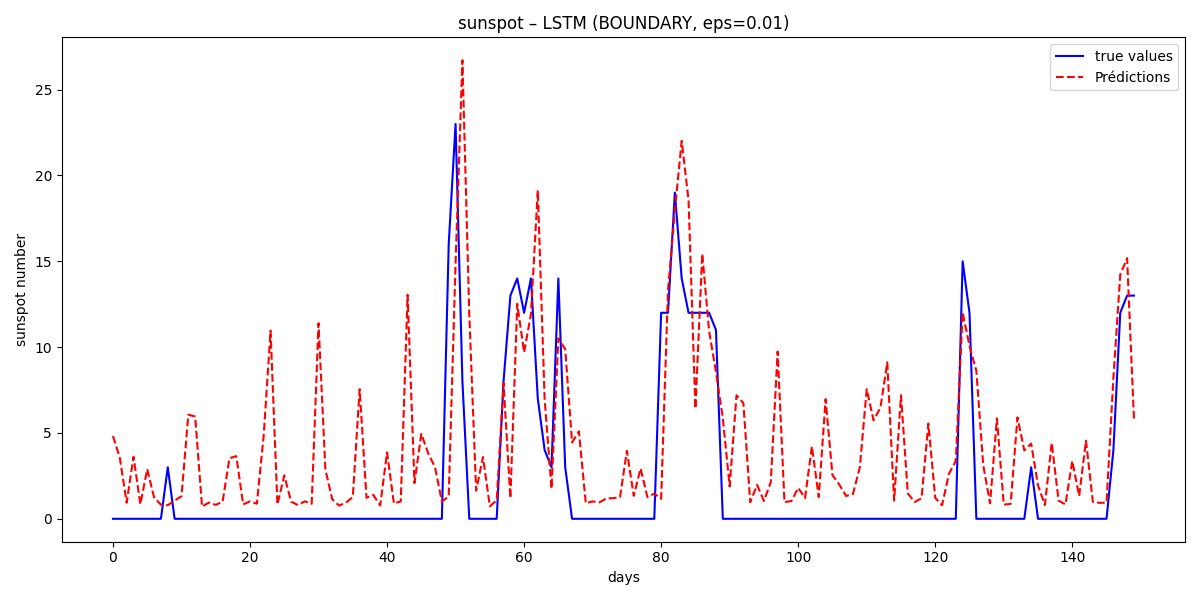 sunspot – LSTM (BOUNDARY, eps=0.01)
true values
Prédictions
sunspot number
25
20
15
10
5
0
0 20 40 60 80 100 120 140
days